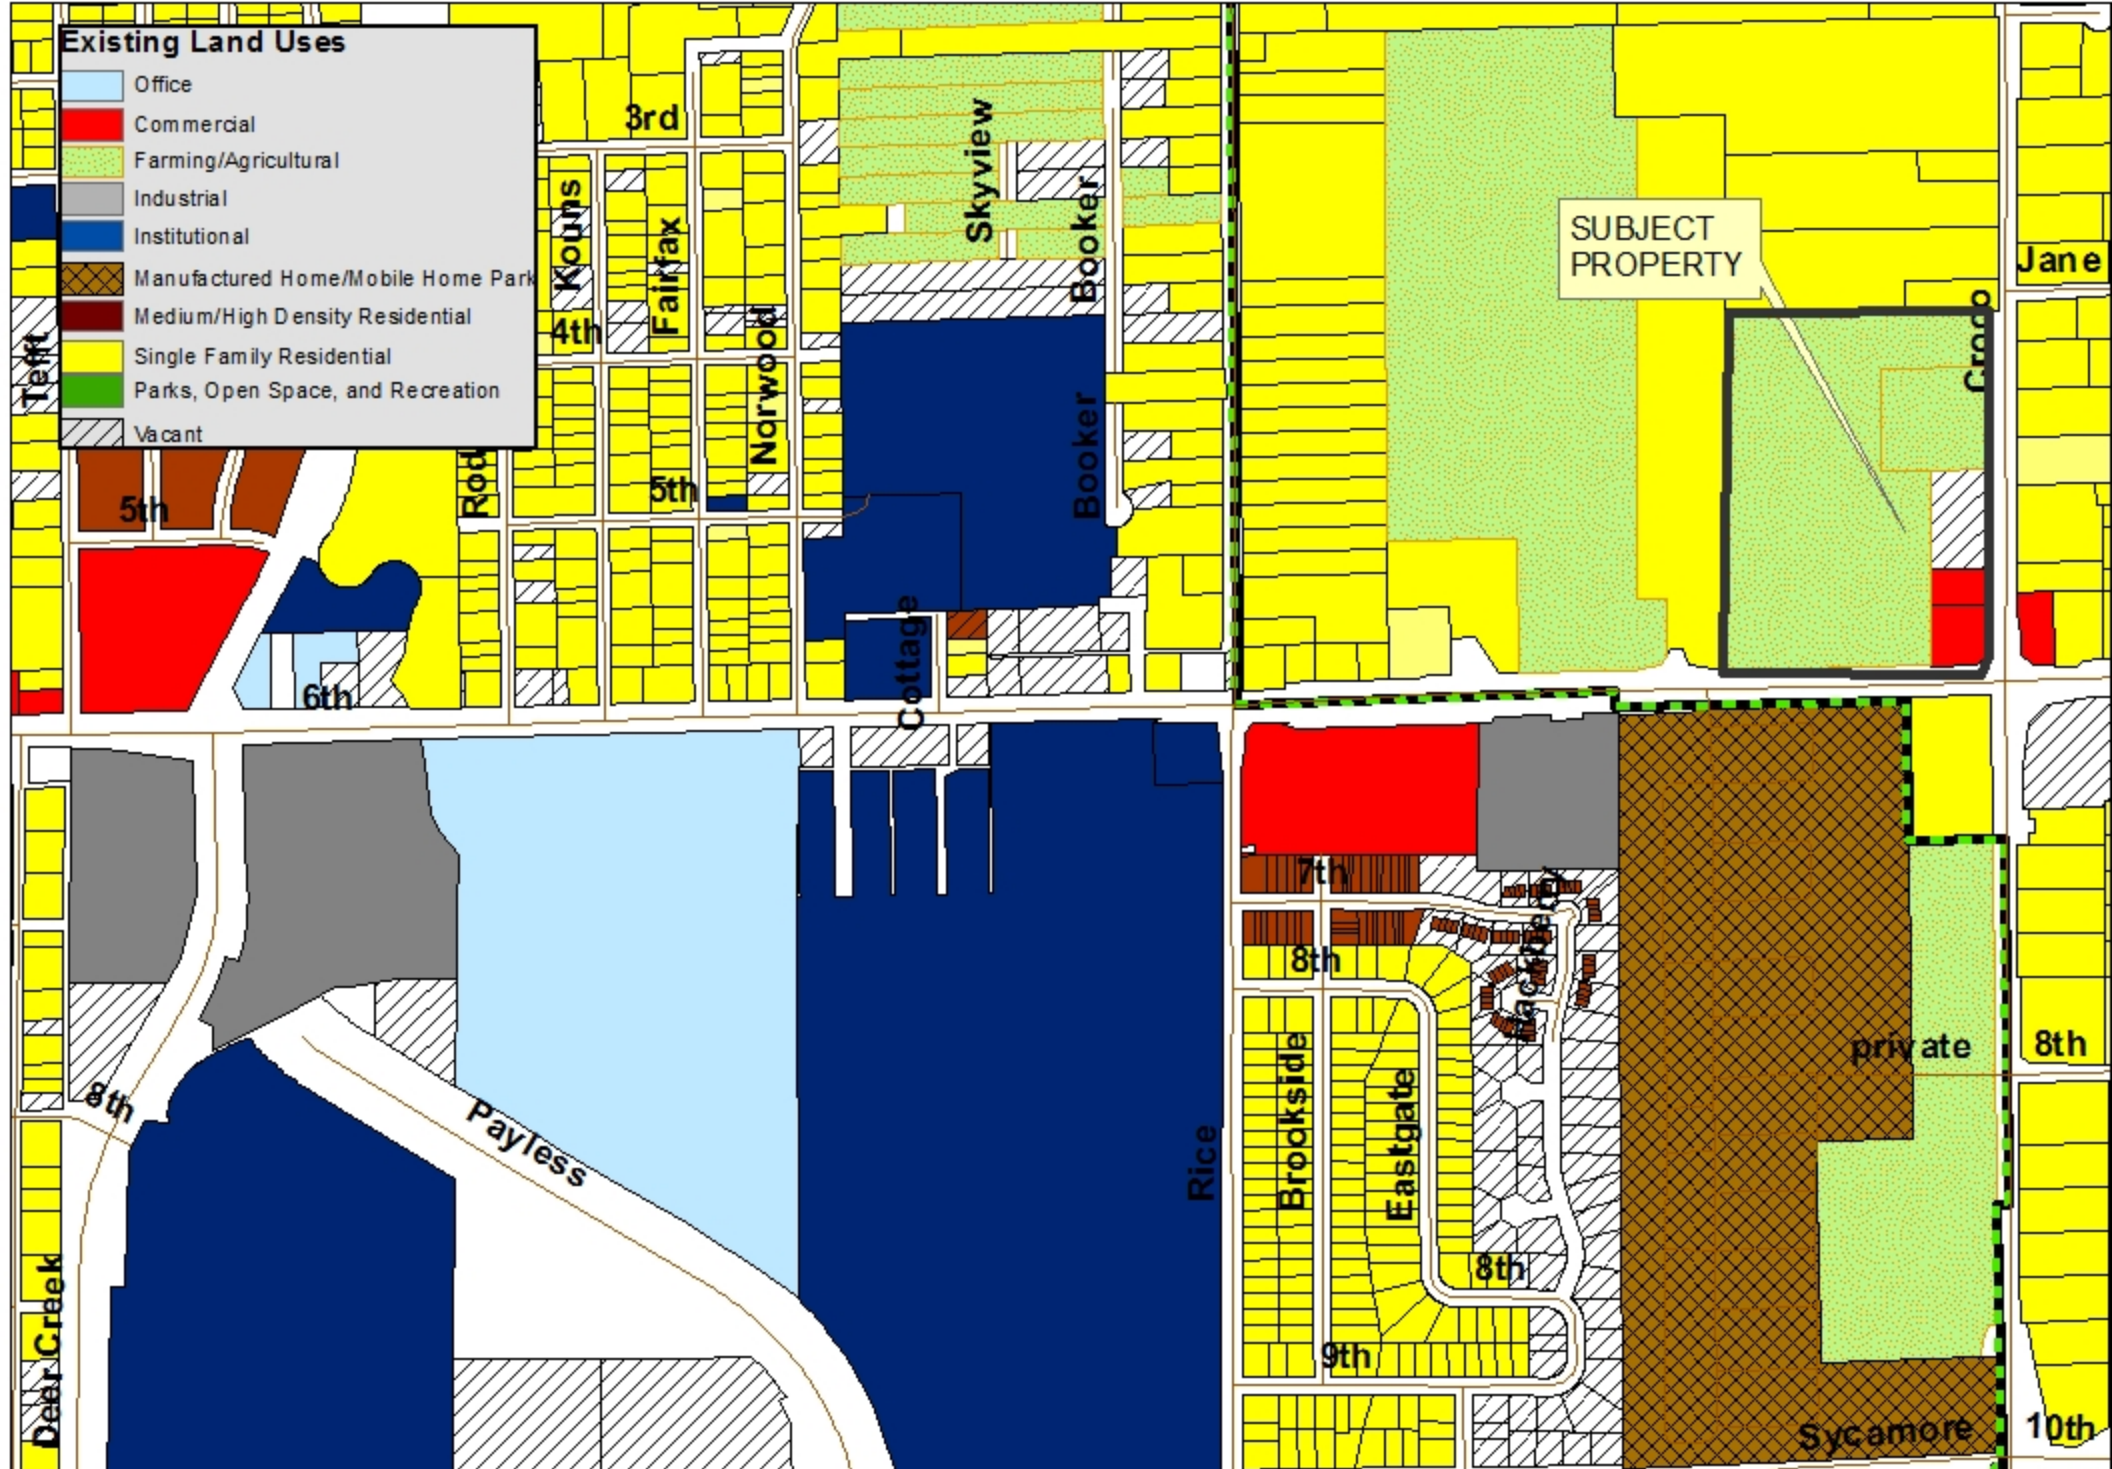 Existing Land Uses
Office
Commercial
Farming/Agricultural
Industrial
Institutional
Manufactured Home/Mobile Home Park
Medium/High Density Residential
Single Family Residential
Parks, Open Space, and Recreation
Vacant
3rd
Skyview
Kouns
Fairfax
Booker
SUBJECT
PROPERTY
Jane
Croco
4th
Norwood
Tefft
Booker
Rod
5th
5th
Cottage
6th
7th
Hackberry
8th
private
8th
8th
Payless
Rice
Brookside
Eastgate
8th
Deer Creek
9th
Sycamore
10th